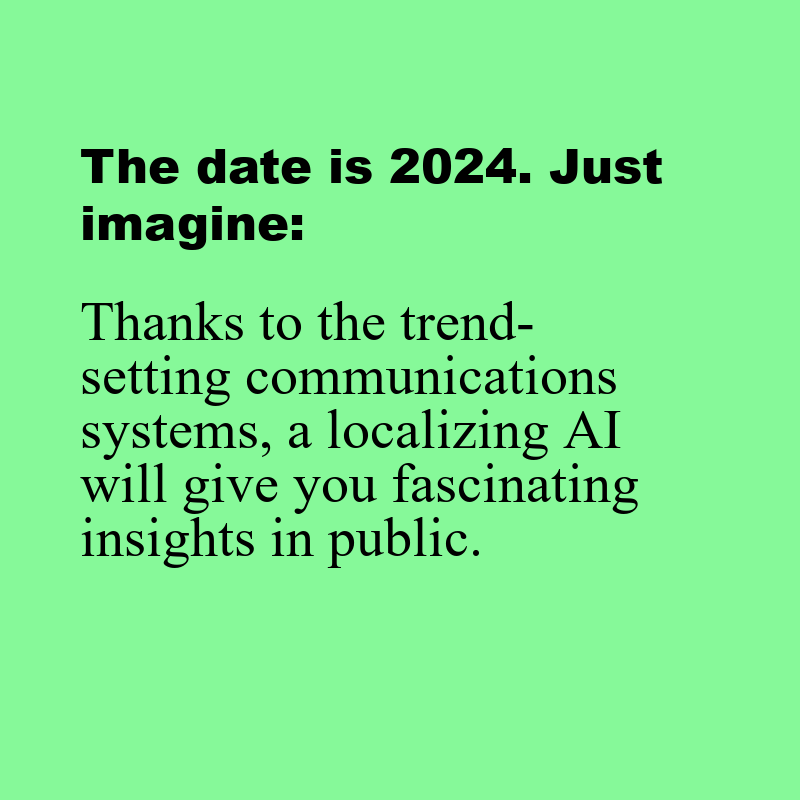 The date is 2024. Just
imagine:
Thanks to the trend-
setting communications
systems, a localizing AI
will give you fascinating
insights in public.